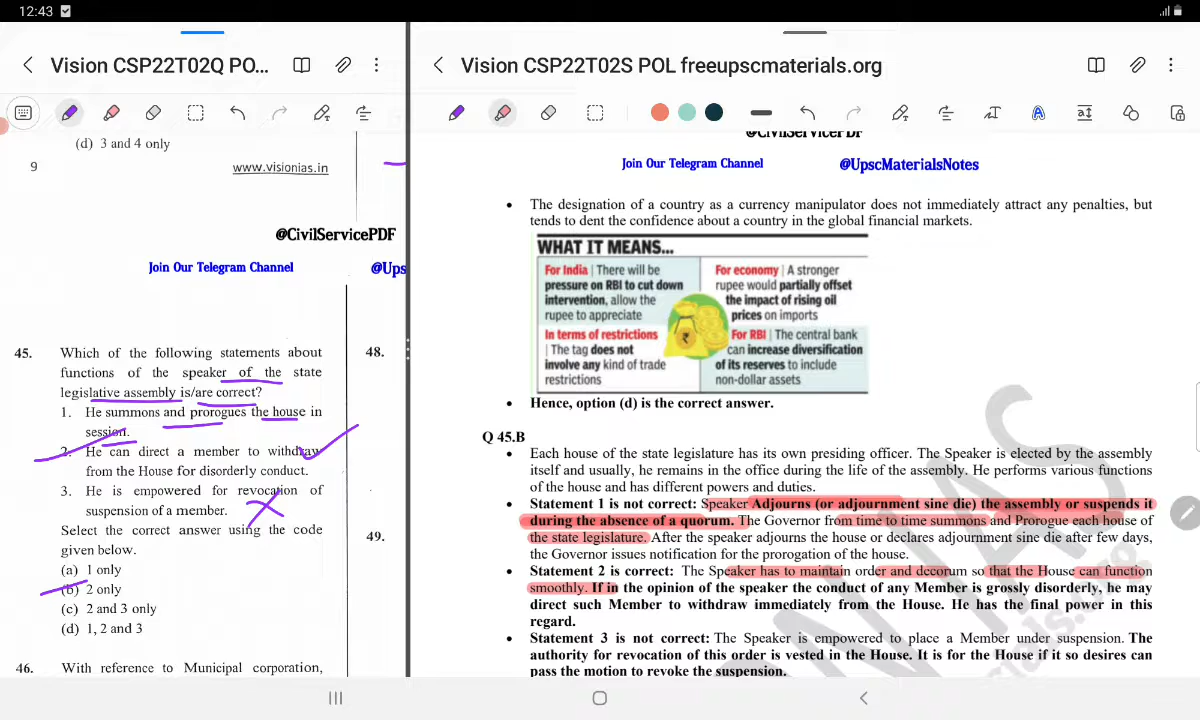 12:43
Vision CSP22T02Q PO...
(d) 3 and 4 only
9
www.visionias.in
@CivilServicePDF
Join Our Telegram Channel
@Ups
45. Which of the following statements about
functions of the speaker of the state
legislative assembly is/are correct?
1. He summons and prorogues the house in
session.
2. He can direct a member to withdraw
from the House for disorderly conduct.
3. He is empowered for revocation of
suspension of a member.
Select the correct answer using the code
given below.
(a) 1 only
(b) 2 only
(c) 2 and 3 only
(d) 1, 2 and 3
46. With reference to Municipal corporation,
48.
49.
Vision CSP22T02S POL freeupscmaterials.org
@CivilServicePDF
Join Our Telegram Channel
@UpscMaterialsNotes
• The designation of a country as a currency manipulator does not immediately attract any penalties, but
tends to dent the confidence about a country in the global financial markets.
WHAT IT MEANS...
For India | There will be
pressure on RBI to cut down
intervention, allow the
rupee to appreciate
For economy | A stronger
rupee would partially offset
the impact of rising oil
prices on imports
In terms of restrictions
| The tag does not
involve any kind of trade
restrictions
For RBI | The central bank
can increase diversification
of its reserves to include
non-dollar assets
• Hence, option (d) is the correct answer.
Q 45.B
• Each house of the state legislature has its own presiding officer. The Speaker is elected by the assembly
itself and usually, he remains in the office during the life of the assembly. He performs various functions
of the house and has different powers and duties.
• Statement 1 is not correct: Speaker Adjourns (or adjournment sine die) the assembly or suspends it
during the absence of a quorum. The Governor from time to time summons and Prorogue each house of
the state legislature. After the speaker adjourns the house or declares adjournment sine die after few days,
the Governor issues notification for the prorogation of the house.
• Statement 2 is correct: The Speaker has to maintain order and decorum so that the House can function
smoothly. If in the opinion of the speaker the conduct of any Member is grossly disorderly, he may
direct such Member to withdraw immediately from the House. He has the final power in this
regard.
• Statement 3 is not correct: The Speaker is empowered to place a Member under suspension. The
authority for revocation of this order is vested in the House. It is for the House if it so desires can
pass the motion to revoke the suspension.